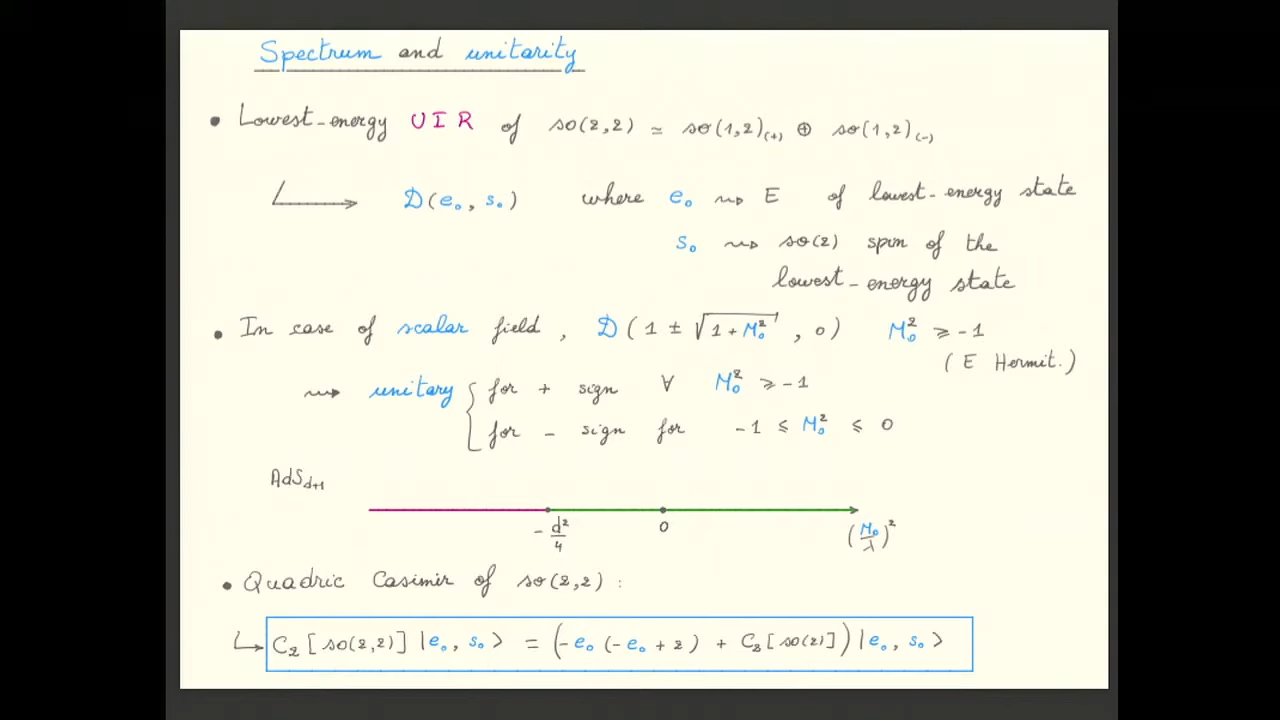 Spectrum and unitarity
• Lowest-energy UIR of so(2,2) ≃ so(1,2)₍₊₎ ⊕ so(1,2)₍₋₎
D(e₀, s₀) where e₀ ⇝ E of lowest-energy state
s₀ ⇝ so(2) spin of the
lowest-energy state
• In case of scalar field, D(1 ± √(1+M₀²), 0) M₀² ≥ -1
(E Hermit.)
⇝ unitary { for + sign ∀ M₀² ≥ -1
for - sign for -1 ≤ M₀² ≤ 0
AdS_{d+1}
- d²/4 0 (M₀/λ)²
• Quadric Casimir of so(2,2) :
↳ C₂[so(2,2)] |e₀, s₀⟩ = (-e₀(-e₀+2) + C₂[so(2)]) |e₀, s₀⟩